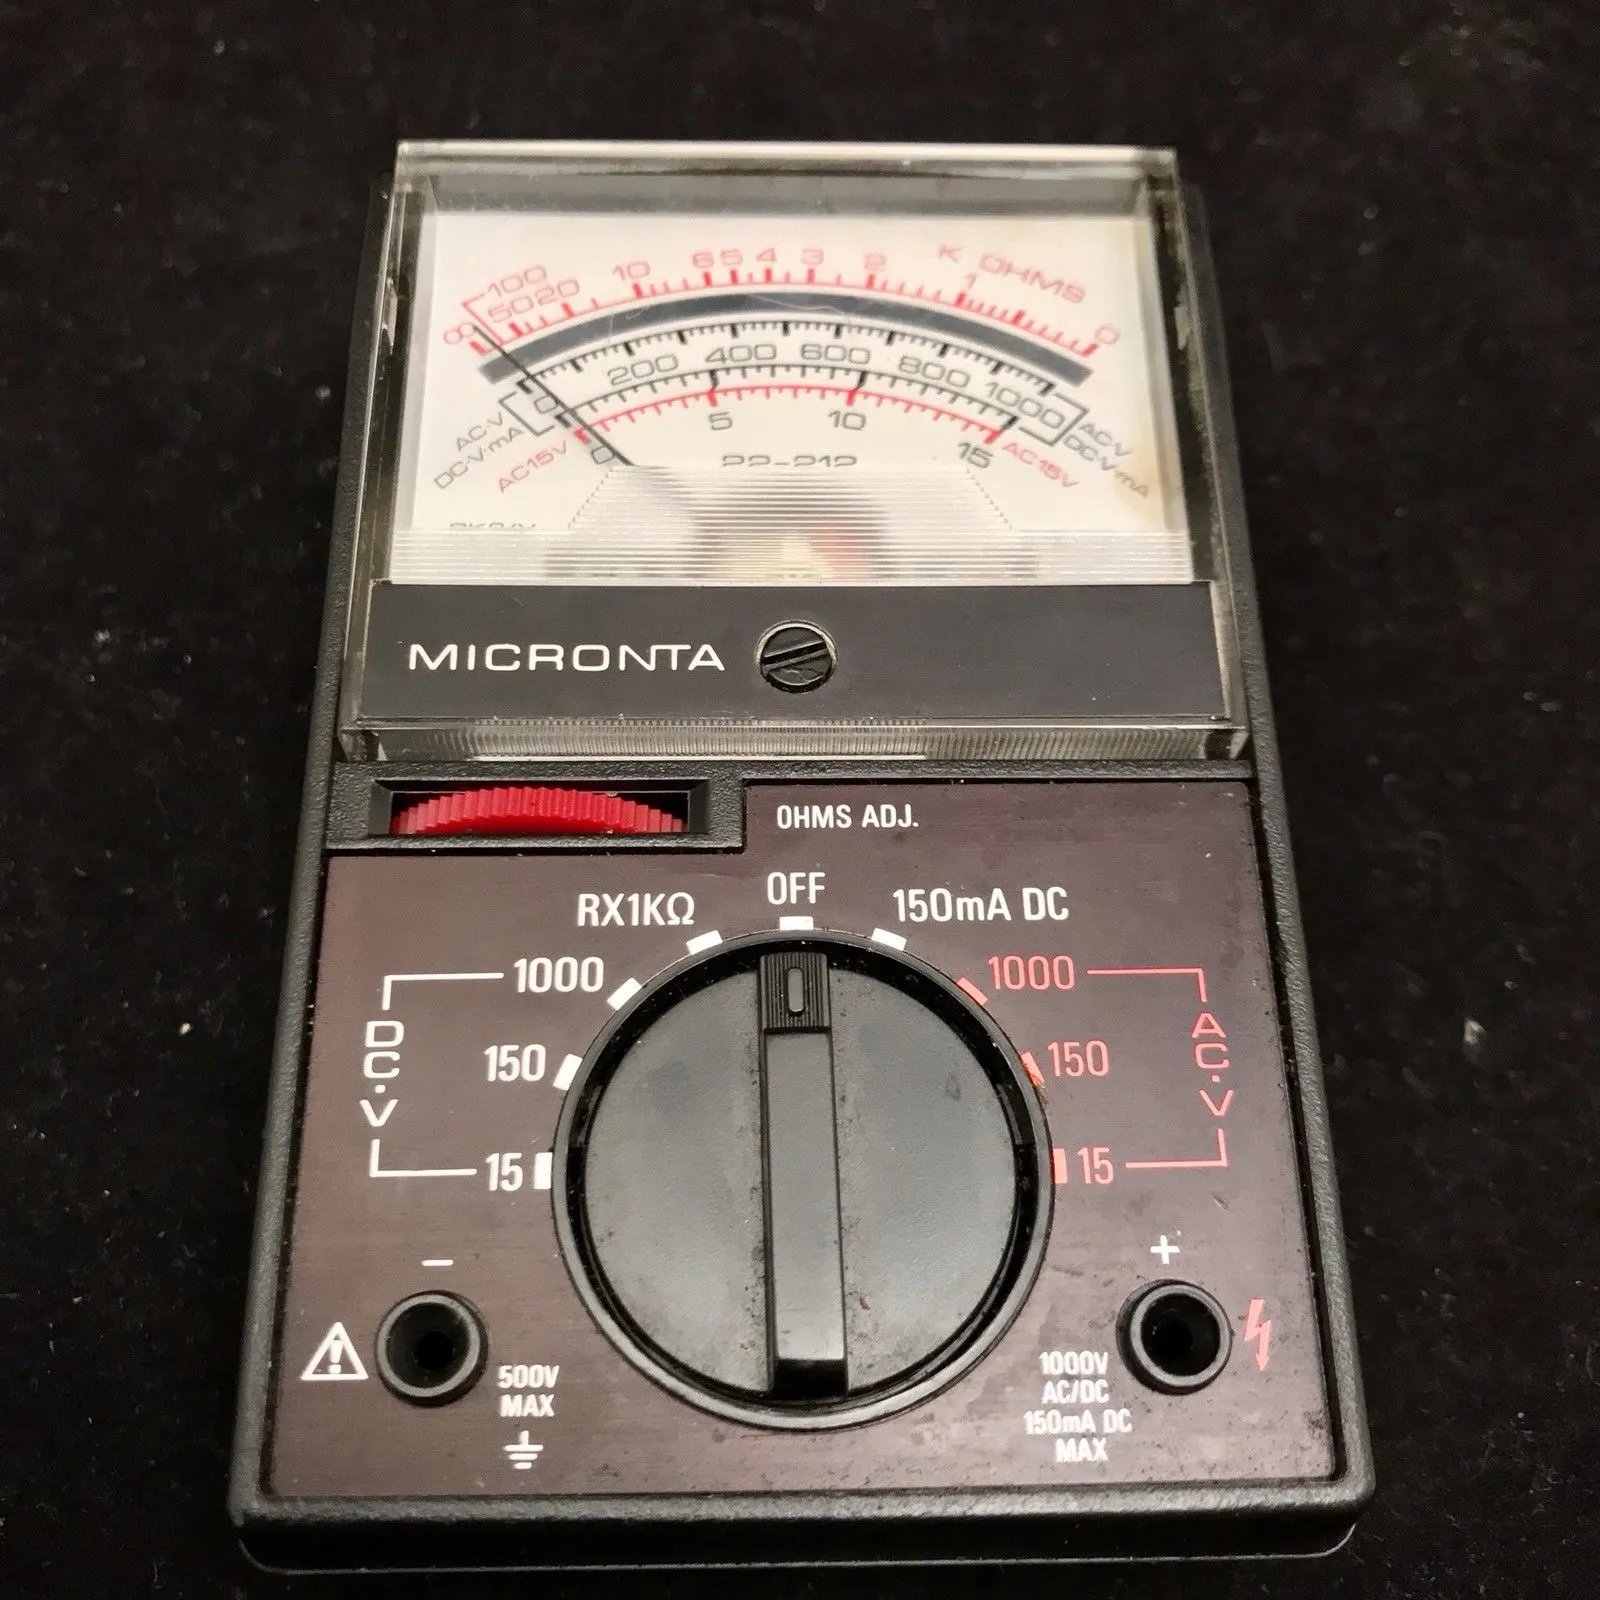 K OHMS
∞ 100 50 20 10 6 5 4 3 2 1 0
0 200 400 600 800 1000
AC·V
DC·V·mA
AC·V
DC·V·mA
AC15V 0 5 10 15 AC15V
22-212
MICRONTA
OHMS ADJ.
OFF
RX1KΩ
150mA DC
1000
150
15
DC·V
1000
150
15
AC·V
−
+
500V
MAX
1000V
AC/DC
150mA DC
MAX